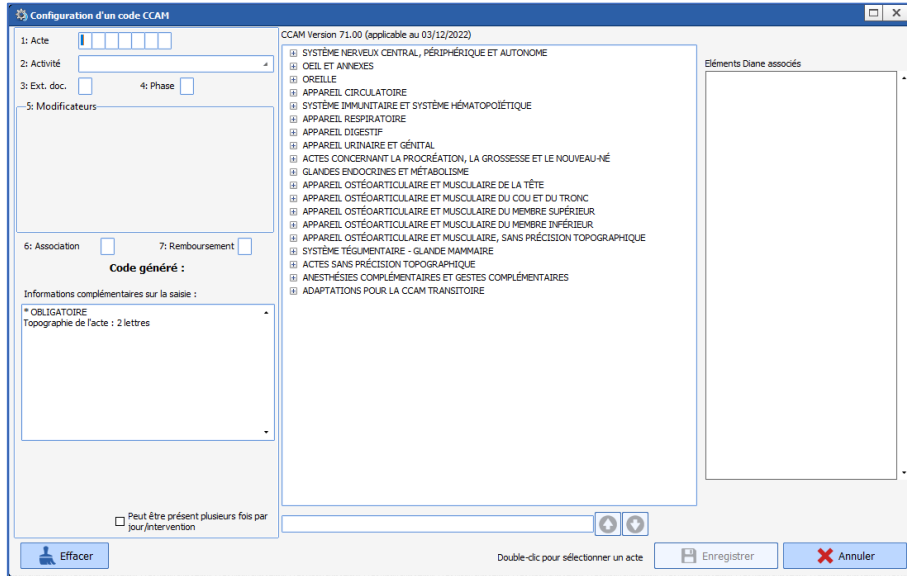 Configuration d'un code CCAM
1: Acte
2: Activité
3: Ext. doc.
4: Phase
5: Modificateurs
6: Association
7: Remboursement
Code généré :
Informations complémentaires sur la saisie :
* OBLIGATOIRE
Topographie de l'acte : 2 lettres
Peut être présent plusieurs fois par
jour/intervention
Effacer
CCAM Version 71.00 (applicable au 03/12/2022)
SYSTÈME NERVEUX CENTRAL, PÉRIPHÉRIQUE ET AUTONOME
OEIL ET ANNEXES
OREILLE
APPAREIL CIRCULATOIRE
SYSTÈME IMMUNITAIRE ET SYSTÈME HÉMATOPOÏÉTIQUE
APPAREIL RESPIRATOIRE
APPAREIL DIGESTIF
APPAREIL URINAIRE ET GÉNITAL
ACTES CONCERNANT LA PROCRÉATION, LA GROSSESSE ET LE NOUVEAU-NÉ
GLANDES ENDOCRINES ET MÉTABOLISME
APPAREIL OSTÉOARTICULAIRE ET MUSCULAIRE DE LA TÊTE
APPAREIL OSTÉOARTICULAIRE ET MUSCULAIRE DU COU ET DU TRONC
APPAREIL OSTÉOARTICULAIRE ET MUSCULAIRE DU MEMBRE SUPÉRIEUR
APPAREIL OSTÉOARTICULAIRE ET MUSCULAIRE DU MEMBRE INFÉRIEUR
APPAREIL OSTÉOARTICULAIRE ET MUSCULAIRE, SANS PRÉCISION TOPOGRAPHIQUE
SYSTÈME TÉGUMENTAIRE - GLANDE MAMMAIRE
ACTES SANS PRÉCISION TOPOGRAPHIQUE
ANESTHÉSIES COMPLÉMENTAIRES ET GESTES COMPLÉMENTAIRES
ADAPTATIONS POUR LA CCAM TRANSITOIRE
Eléments Diane associés
Double-clic pour sélectionner un acte
Enregistrer
Annuler